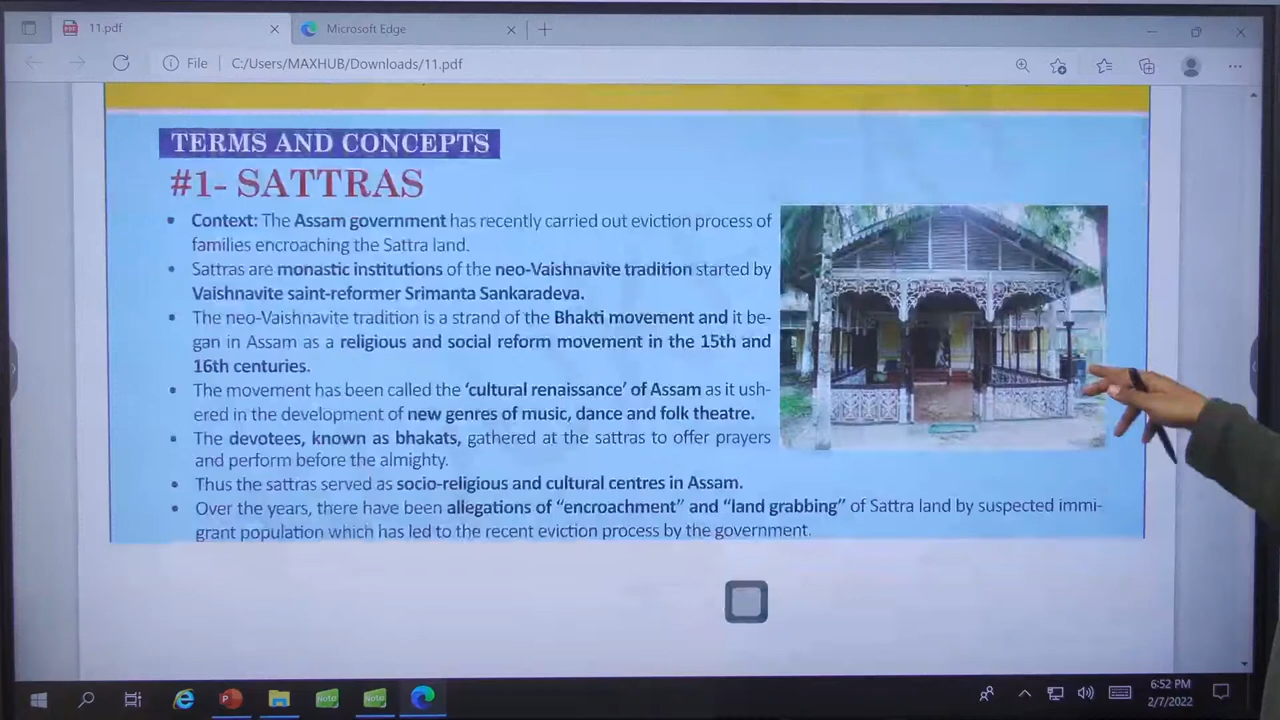 11.pdf
Microsoft Edge
File C:/Users/MAXHUB/Downloads/11.pdf
TERMS AND CONCEPTS
#1- SATTRAS
• Context: The Assam government has recently carried out eviction process of
families encroaching the Sattra land.
• Sattras are monastic institutions of the neo-Vaishnavite tradition started by
Vaishnavite saint-reformer Srimanta Sankaradeva.
• The neo-Vaishnavite tradition is a strand of the Bhakti movement and it be-
gan in Assam as a religious and social reform movement in the 15th and
16th centuries.
• The movement has been called the ‘cultural renaissance’ of Assam as it ush-
ered in the development of new genres of music, dance and folk theatre.
• The devotees, known as bhakats, gathered at the sattras to offer prayers
and perform before the almighty.
• Thus the sattras served as socio-religious and cultural centres in Assam.
• Over the years, there have been allegations of “encroachment” and “land grabbing” of Sattra land by suspected immi-
grant population which has led to the recent eviction process by the government.
Note
Note
6:52 PM
2/7/2022